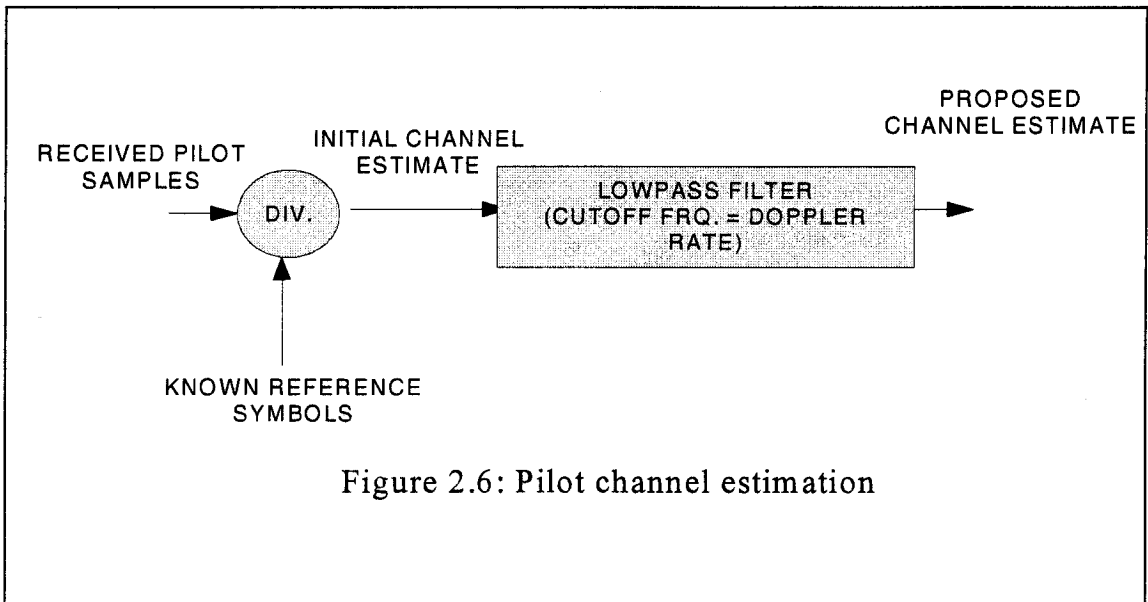 RECEIVED PILOT
SAMPLES
DIV.
INITIAL CHANNEL
ESTIMATE
LOWPASS FILTER
(CUTOFF FRQ. = DOPPLER
RATE)
PROPOSED
CHANNEL ESTIMATE
KNOWN REFERENCE
SYMBOLS
Figure 2.6: Pilot channel estimation